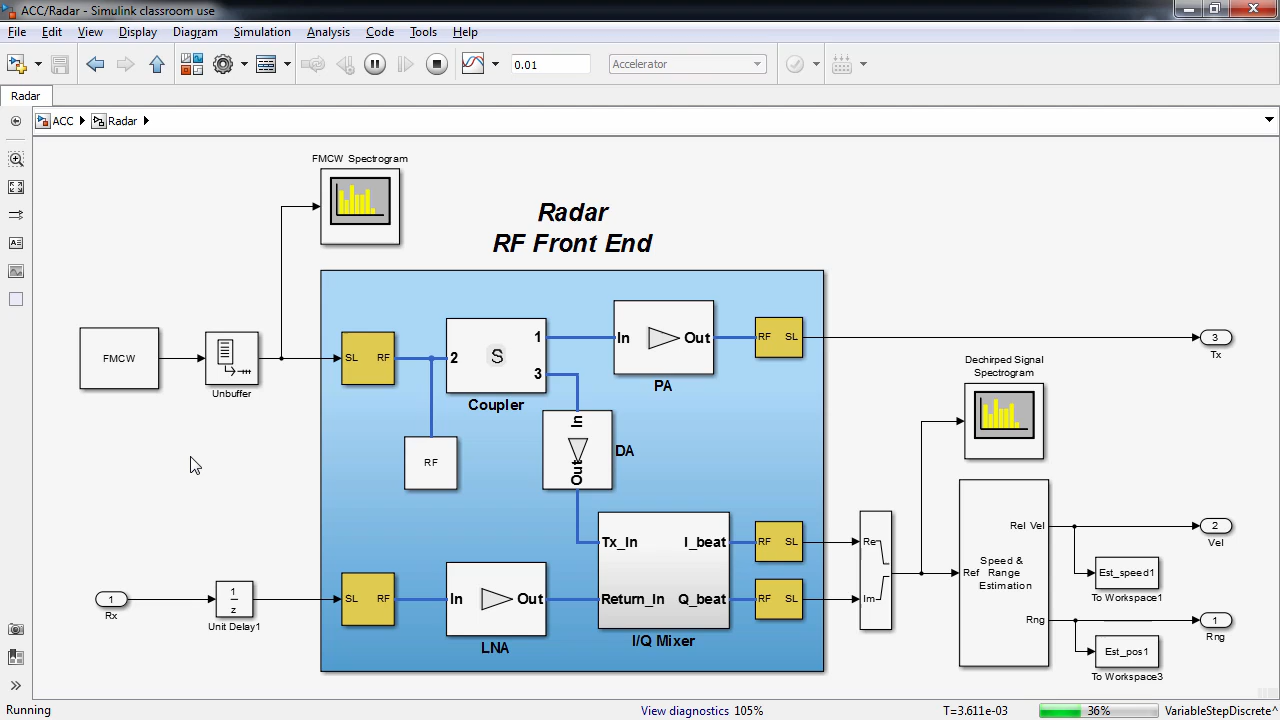 ACC/Radar - Simulink classroom use
File Edit View Display Diagram Simulation Analysis Code Tools Help
0.01 Accelerator
Radar
ACC Radar
FMCW Spectrogram
Radar
RF Front End
FMCW
Unbuffer
SL RF
2 S 1 3
Coupler
In Out
PA
RF SL
3
Tx
Dechirped Signal
Spectrogram
RF
In Out
DA
Tx_In I_beat
Return_In Q_beat
I/Q Mixer
RF SL
RF SL
Re
Im
Rel Vel
Speed &
Ref Range
Estimation
Rng
2
Vel
Est_speed1
To Workspace1
1
Rng
Est_pos1
To Workspace3
1
Rx
1
z
Unit Delay1
SL RF
In Out
LNA
Running View diagnostics 105% T=3.611e-03 36% VariableStepDiscrete^